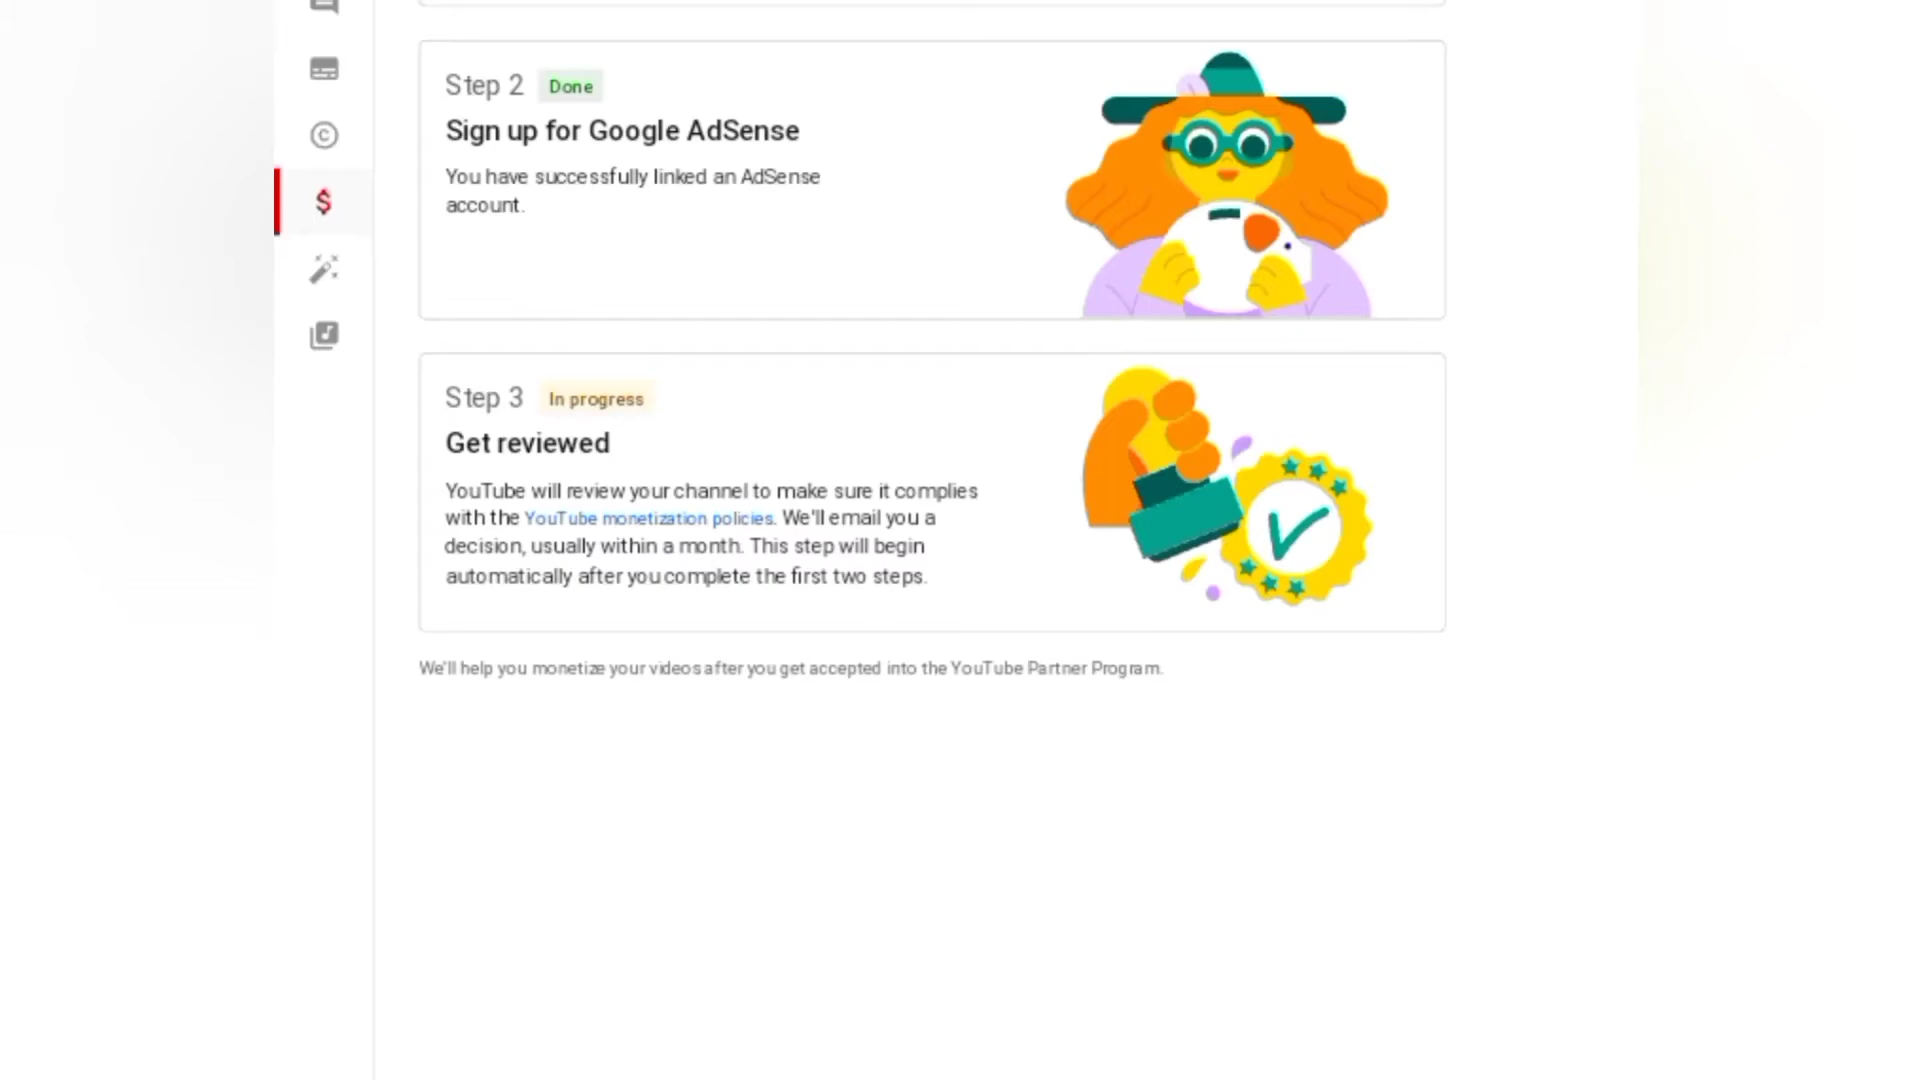 Step 2 Done
Sign up for Google AdSense
You have successfully linked an AdSense
account.
Step 3 In progress
Get reviewed
YouTube will review your channel to make sure it complies
with the YouTube monetization policies. We'll email you a
decision, usually within a month. This step will begin
automatically after you complete the first two steps.
We'll help you monetize your videos after you get accepted into the YouTube Partner Program.